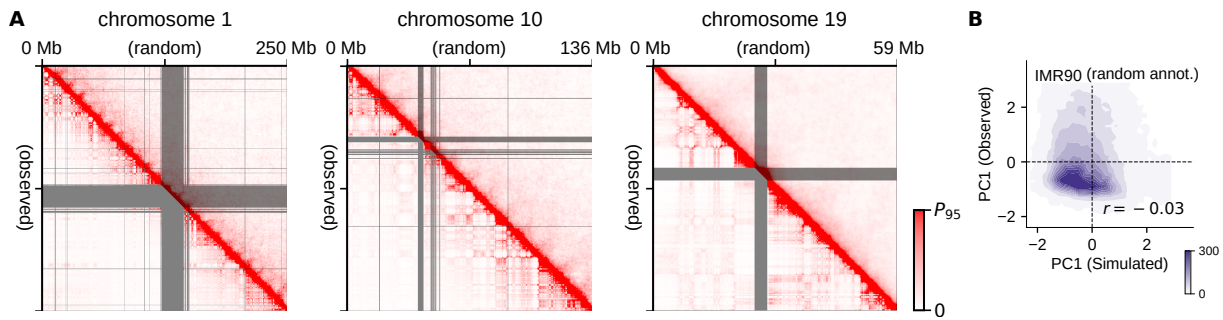 A
chromosome 1
0 Mb
(random)
250 Mb
(observed)
chromosome 10
0 Mb
(random)
136 Mb
(observed)
chromosome 19
0 Mb
(random)
59 Mb
(observed)
P95
0
B
IMR90 (random annot.)
PC1 (Observed)
2
0
−2
r = −0.03
−2
0
2
PC1 (Simulated)
300
0